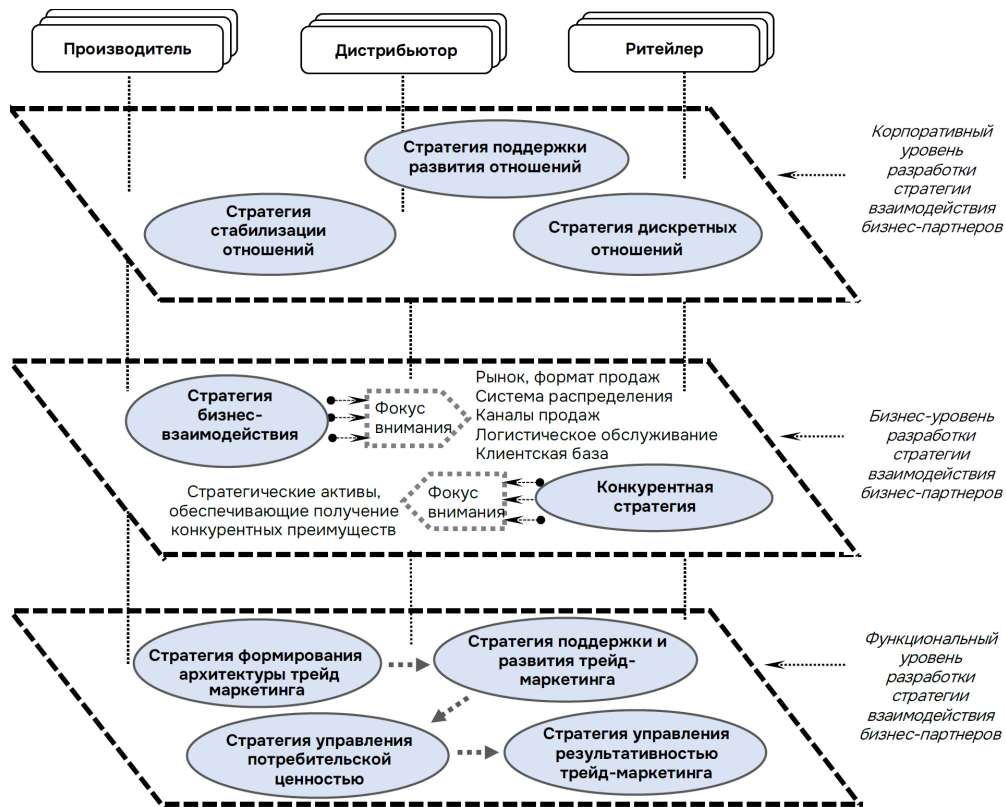 Производитель
Дистрибьютор
Ритейлер
Стратегия поддержки
развития отношений
Стратегия
стабилизации
отношений
Стратегия дискретных
отношений
Корпоративный
уровень
разработки
стратегии
взаимодействия
бизнес-партнеров
Стратегия
бизнес-
взаимодействия
Фокус
внимания
Рынок, формат продаж
Система распределения
Каналы продаж
Логистическое обслуживание
Клиентская база
Стратегические активы,
обеспечивающие получение
конкурентных преимуществ
Фокус
внимания
Конкурентная
стратегия
Бизнес-уровень
разработки
стратегии
взаимодействия
бизнес-партнеров
Стратегия формирования
архитектуры трейд
маркетинга
Стратегия поддержки и
развития трейд-
маркетинга
Стратегия управления
потребительской
ценностью
Стратегия управления
результативностью
трейд-маркетинга
Функциональный
уровень
разработки
стратегии
взаимодействия
бизнес-партнеров